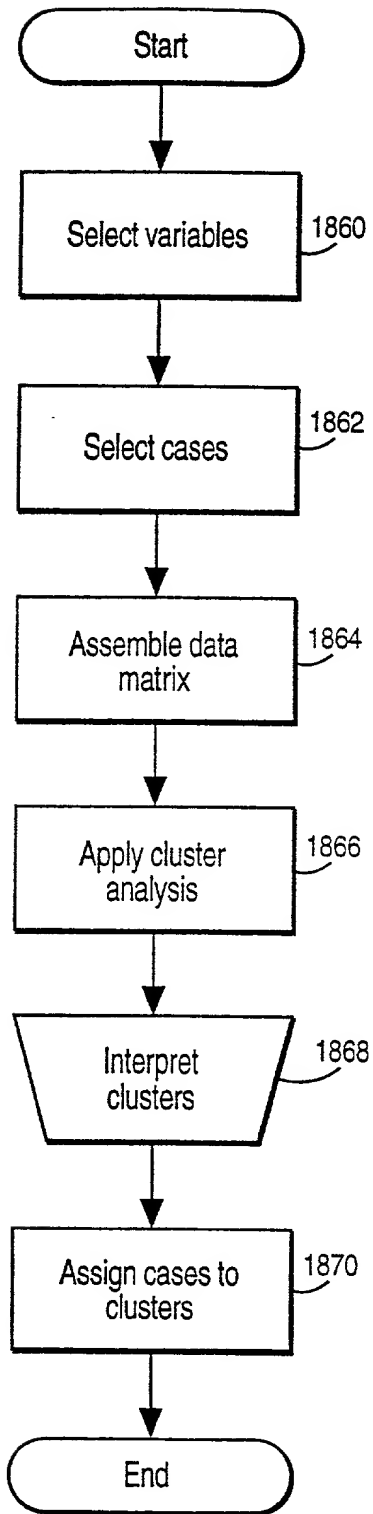 Start
Select variables
1860
Select cases
1862
Assemble data
matrix
1864
Apply cluster
analysis
1866
Interpret
clusters
1868
Assign cases to
clusters
1870
End